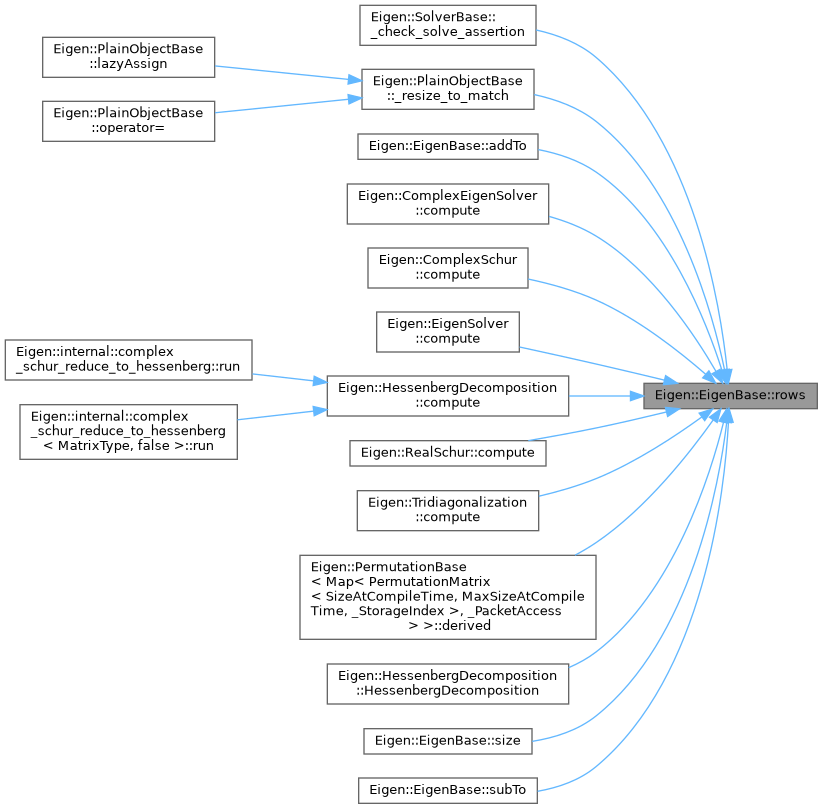 Eigen::SolverBase::
_check_solve_assertion
Eigen::PlainObjectBase
::lazyAssign
Eigen::PlainObjectBase
::_resize_to_match
Eigen::PlainObjectBase
::operator=
Eigen::EigenBase::addTo
Eigen::ComplexEigenSolver
::compute
Eigen::ComplexSchur
::compute
Eigen::EigenSolver
::compute
Eigen::internal::complex
_schur_reduce_to_hessenberg::run
Eigen::HessenbergDecomposition
::compute
Eigen::EigenBase::rows
Eigen::internal::complex
_schur_reduce_to_hessenberg
< MatrixType, false >::run
Eigen::RealSchur::compute
Eigen::Tridiagonalization
::compute
Eigen::PermutationBase
< Map< PermutationMatrix
< SizeAtCompileTime, MaxSizeAtCompile
Time, _StorageIndex >, _PacketAccess
> >::derived
Eigen::HessenbergDecomposition
::HessenbergDecomposition
Eigen::EigenBase::size
Eigen::EigenBase::subTo